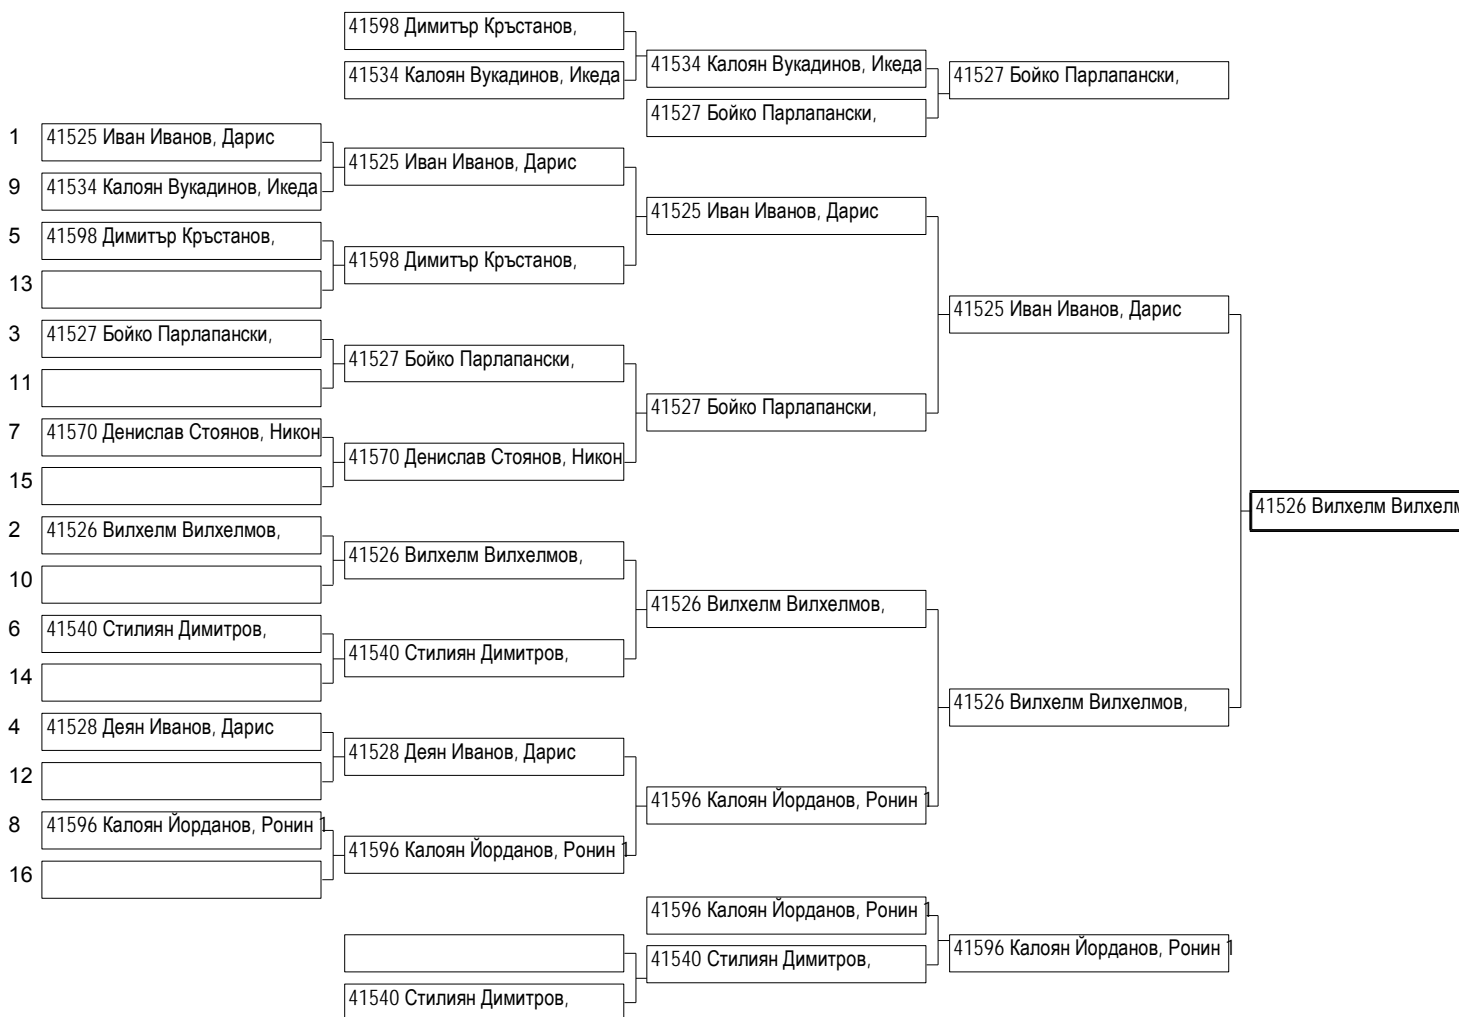 41598 Димитър Кръстанов,
41534 Калоян Вукадинов, Икеда
41534 Калоян Вукадинов, Икеда
41527 Бойко Парлапански,
41527 Бойко Парлапански,
1 41525 Иван Иванов, Дарис
9 41534 Калоян Вукадинов, Икеда
5 41598 Димитър Кръстанов,
13
3 41527 Бойко Парлапански,
11
7 41570 Денислав Стоянов, Никон
15
2 41526 Вилхелм Вилхелмов,
10
6 41540 Стилиян Димитров,
14
4 41528 Деян Иванов, Дарис
12
8 41596 Калоян Йорданов, Ронин 1
16
41525 Иван Иванов, Дарис
41598 Димитър Кръстанов,
41527 Бойко Парлапански,
41570 Денислав Стоянов, Никон
41526 Вилхелм Вилхелмов,
41540 Стилиян Димитров,
41528 Деян Иванов, Дарис
41596 Калоян Йорданов, Ронин 1
41525 Иван Иванов, Дарис
41527 Бойко Парлапански,
41526 Вилхелм Вилхелмов,
41596 Калоян Йорданов, Ронин 1
41525 Иван Иванов, Дарис
41526 Вилхелм Вилхелмов,
41526 Вилхелм Вилхелм
41540 Стилиян Димитров,
41596 Калоян Йорданов, Ронин 1
41540 Стилиян Димитров,
41596 Калоян Йорданов, Ронин 1